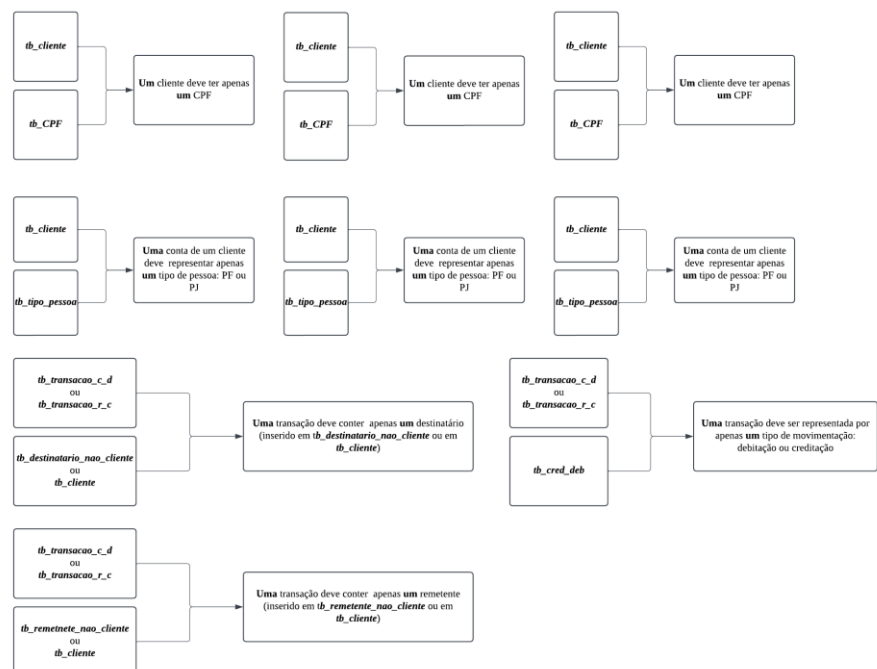 tb_cliente
tb_CPF
Um cliente deve ter apenas
um CPF
tb_cliente
tb_CPF
Um cliente deve ter apenas
um CPF
tb_cliente
tb_CPF
Um cliente deve ter apenas
um CPF
tb_cliente
tb_tipo_pessoa
Uma conta de um cliente
deve representar apenas
um tipo de pessoa: PF ou
PJ
tb_cliente
tb_tipo_pessoa
Uma conta de um cliente
deve representar apenas
um tipo de pessoa: PF ou
PJ
tb_cliente
tb_tipo_pessoa
Uma conta de um cliente
deve representar apenas
um tipo de pessoa: PF ou
PJ
tb_transacao_c_d
ou
tb_transacao_r_c
tb_destinatario_nao_cliente
ou
tb_cliente
Uma transação deve conter apenas um destinatário
(inserido em tb_destinatario_nao_cliente ou em
tb_cliente)
tb_transacao_c_d
ou
tb_transacao_r_c
tb_cred_deb
Uma transação deve ser representada por
apenas um tipo de movimentação:
debitação ou creditação
tb_transacao_c_d
ou
tb_transacao_r_c
tb_remetnete_nao_cliente
ou
tb_cliente
Uma transação deve conter apenas um remetente
(inserido em tb_remetente_nao_cliente ou em
tb_cliente)